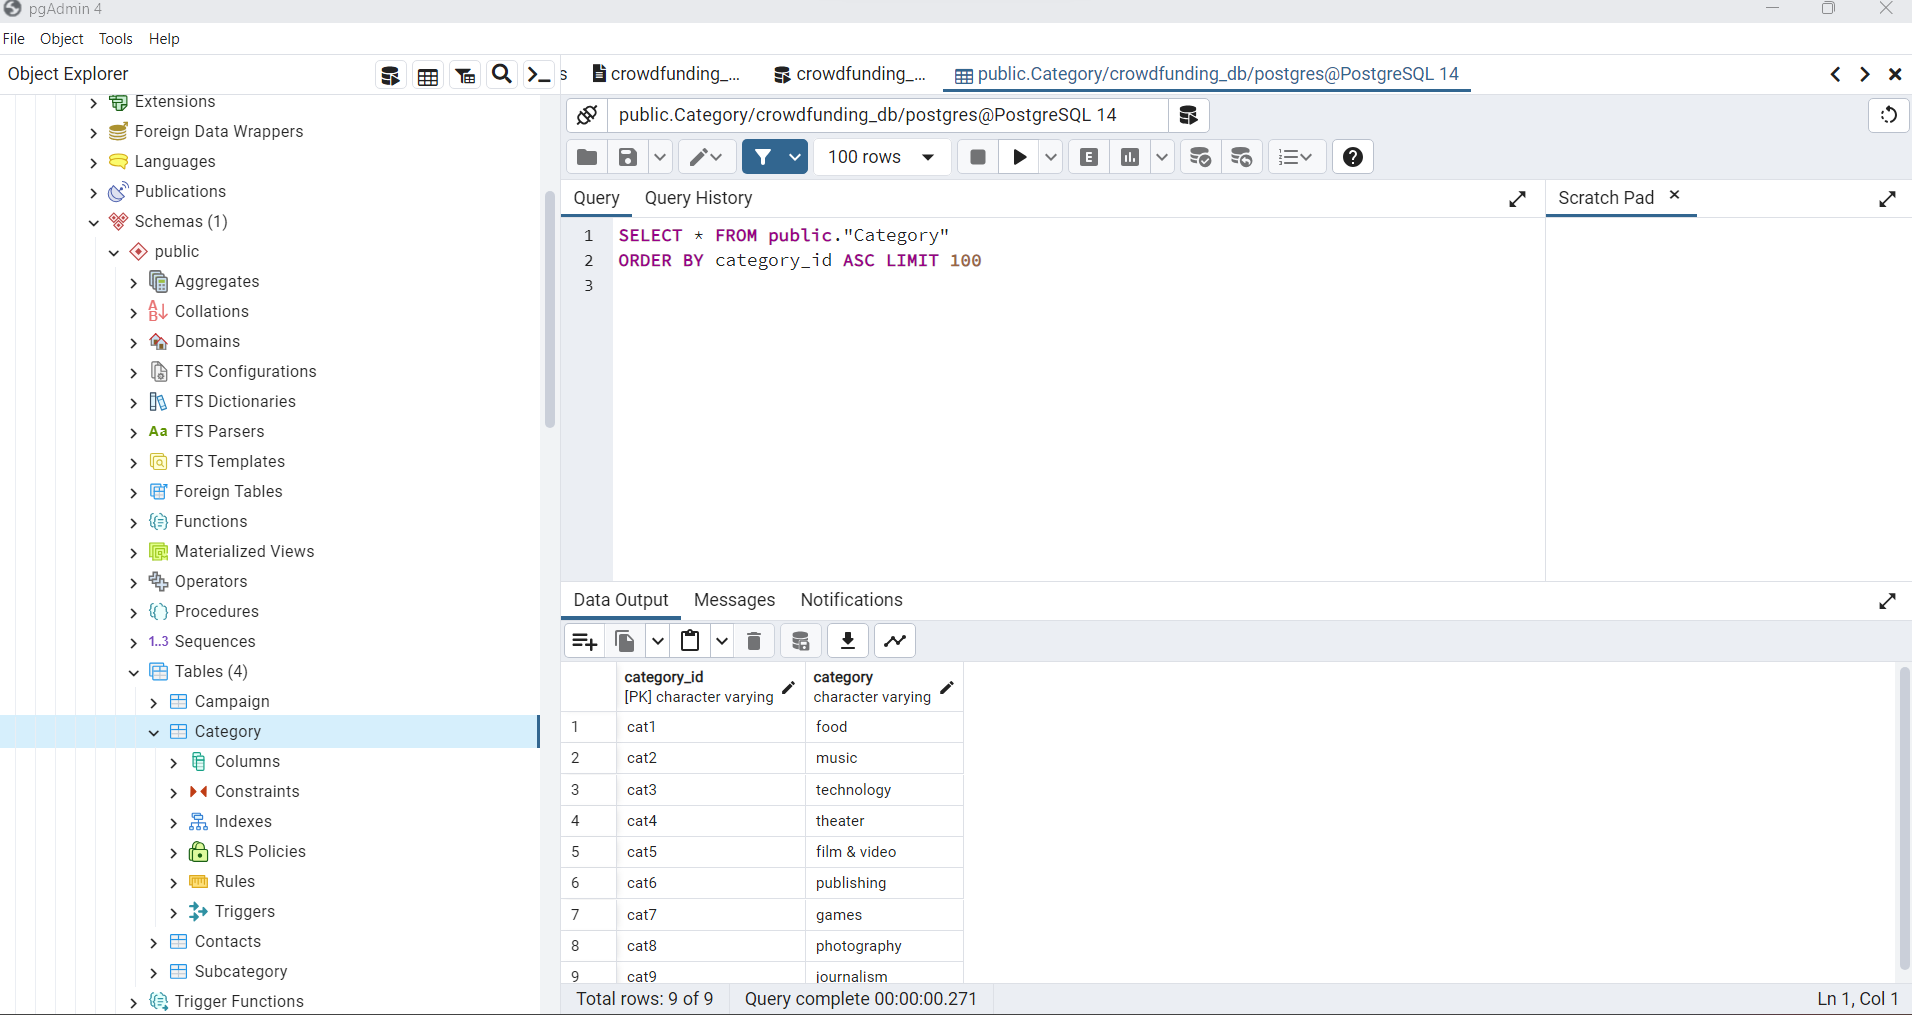 pgAdmin 4
File Object Tools Help
Object Explorer
s crowdfunding_... crowdfunding_... public.Category/crowdfunding_db/postgres@PostgreSQL 14
Extensions
Foreign Data Wrappers
Languages
Publications
Schemas (1)
public
Aggregates
Collations
Domains
FTS Configurations
FTS Dictionaries
Aa FTS Parsers
FTS Templates
Foreign Tables
Functions
Materialized Views
Operators
Procedures
1..3 Sequences
Tables (4)
Campaign
Category
Columns
Constraints
Indexes
RLS Policies
Rules
Triggers
Contacts
Subcategory
Trigger Functions
public.Category/crowdfunding_db/postgres@PostgreSQL 14
100 rows
E
Query Query History
Scratch Pad
1 SELECT * FROM public."Category"
2 ORDER BY category_id ASC LIMIT 100
3
Data Output Messages Notifications
category_id category
[PK] character varying character varying
1 cat1 food
2 cat2 music
3 cat3 technology
4 cat4 theater
5 cat5 film & video
6 cat6 publishing
7 cat7 games
8 cat8 photography
9 cat9 journalism
Total rows: 9 of 9 Query complete 00:00:00.271 Ln 1, Col 1